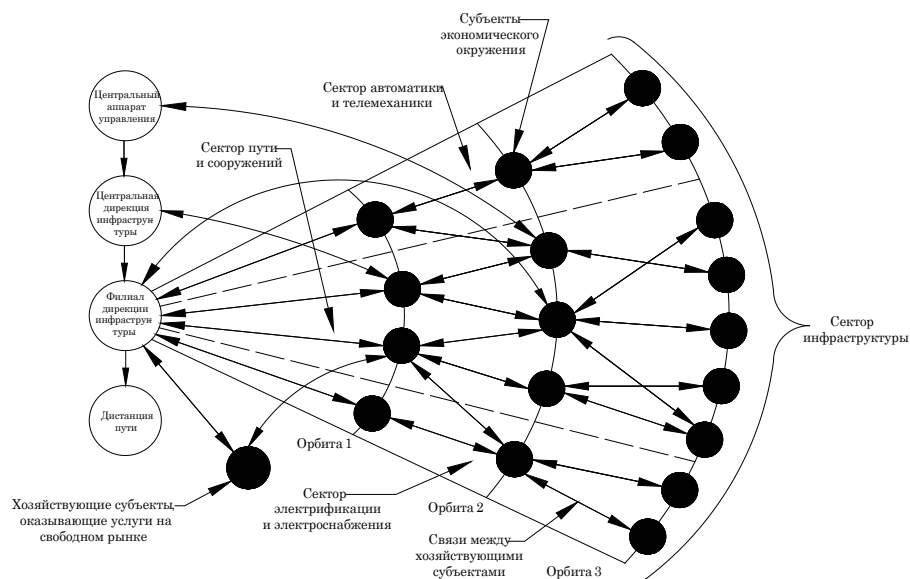 Субъекты
экономического
окружения
Сектор автоматики
и телемеханики
Центральный
аппарат
управления
Сектор пути
и сооружений
Центральная
дирекция
инфраструк-
туры
Филиал
дирекции
инфраструк-
туры
Сектор
инфраструктуры
Дистанция
пути
Орбита 1
Хозяйствующие субъекты,
оказывающие услуги на
свободном рынке
Сектор
электрификации
и электроснабжения
Орбита 2
Связи между
хозяйствующими
субъектами
Орбита 3